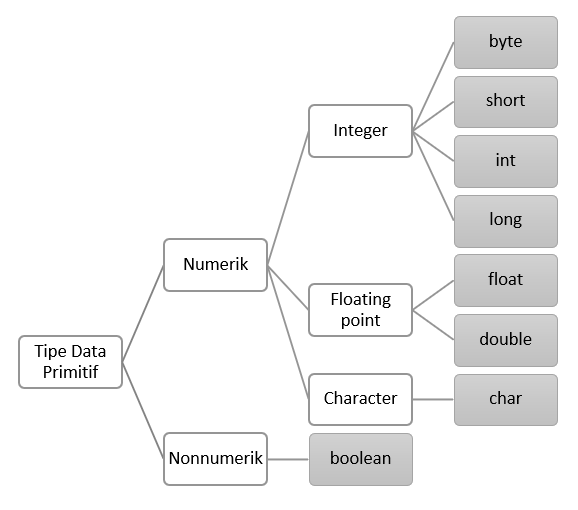 byte
short
Integer
int
long
Numerik
float
Floating
point
double
Tipe Data
Primitif
Character
char
Nonnumerik
boolean